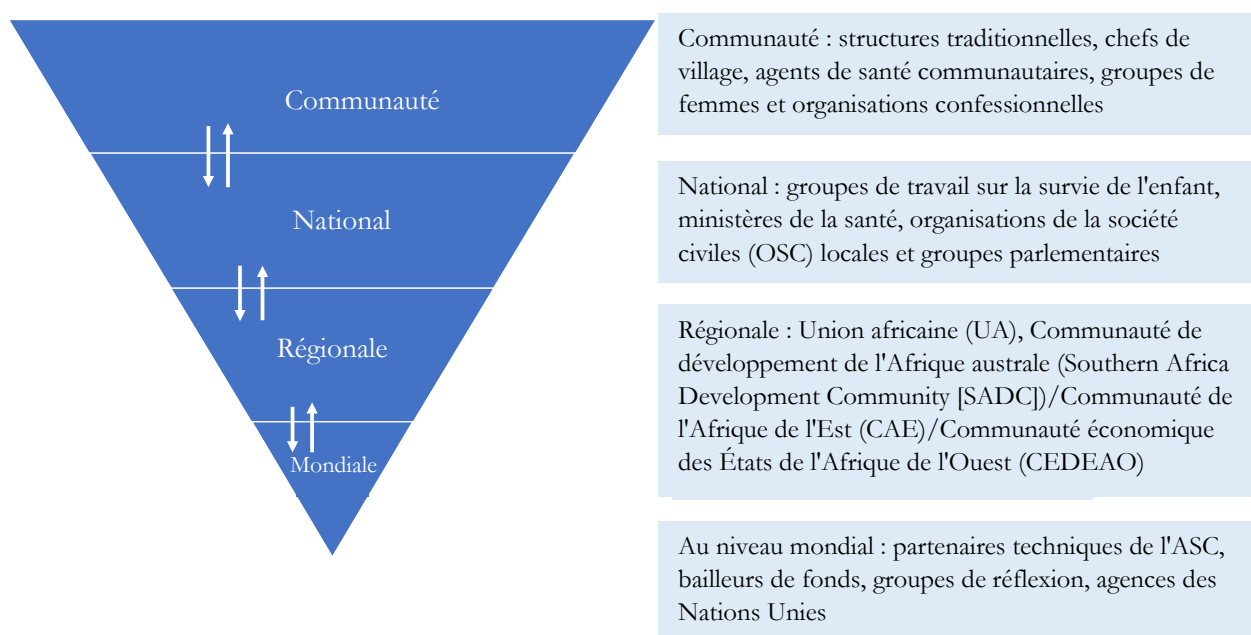 Communauté
National
Régionale
Mondiale
Communauté : structures traditionnelles, chefs de
village, agents de santé communautaires, groupes de
femmes et organisations confessionnelles
National : groupes de travail sur la survie de l'enfant,
ministères de la santé, organisations de la société
civiles (OSC) locales et groupes parlementaires
Régionale : Union africaine (UA), Communauté de
développement de l'Afrique australe (Southern Africa
Development Community [SADC])/Communauté de
l'Afrique de l'Est (CAE)/Communauté économique
des États de l'Afrique de l'Ouest (CEDEAO)
Au niveau mondial : partenaires techniques de l'ASC,
bailleurs de fonds, groupes de réflexion, agences des
Nations Unies